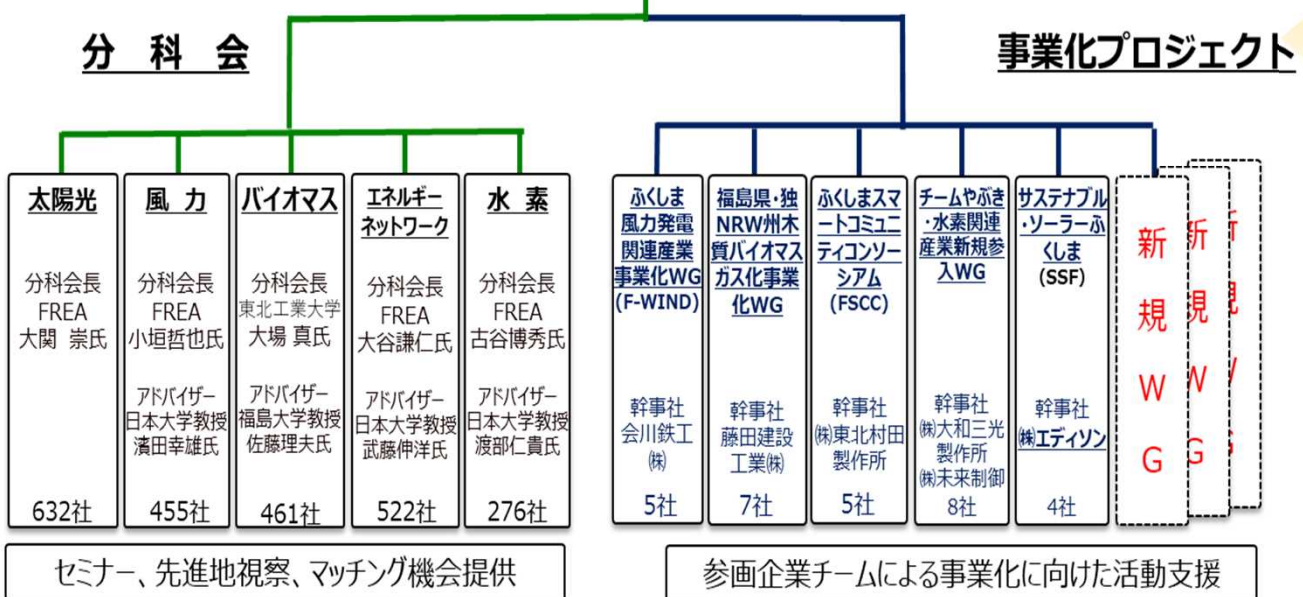 分科会
事業化プロジェクト
太陽光
分科会長
FREA
大関 崇氏
632社
風力
分科会長
FREA
小垣哲也氏
アドバイザー
日本大学教授
濱田幸雄氏
455社
バイオマス
分科会長
東北工業大学
大場 真氏
アドバイザー
福島大学教授
佐藤理夫氏
461社
エネルギー
ネットワーク
分科会長
FREA
大谷謙仁氏
アドバイザー
日本大学教授
武藤伸洋氏
522社
水素
分科会長
FREA
古谷博秀氏
アドバイザー
日本大学教授
渡部仁貴氏
276社
セミナー、先進地視察、マッチング機会提供
ふくしま
風力発電
関連産業
事業化WG
(F-WIND)
幹事社
会川鉄工
㈱
5社
福島県・独
NRW州木
質バイオマス
ガス化事業
化WG
幹事社
藤田建設
工業㈱
7社
ふくしまスマ
ートコミュニ
ティコンソー
シアム
(FSCC)
幹事社
㈱東北村田
製作所
5社
チームやぶき
・水素関連
産業新規参
入WG
幹事社
㈱大和三光
製作所
㈱未来制御
8社
サステナブル
・ソーラーふ
くしま
(SSF)
幹事社
㈱エディソン
4社
新
規
W
G
新
規
W
G
参画企業チームによる事業化に向けた活動支援